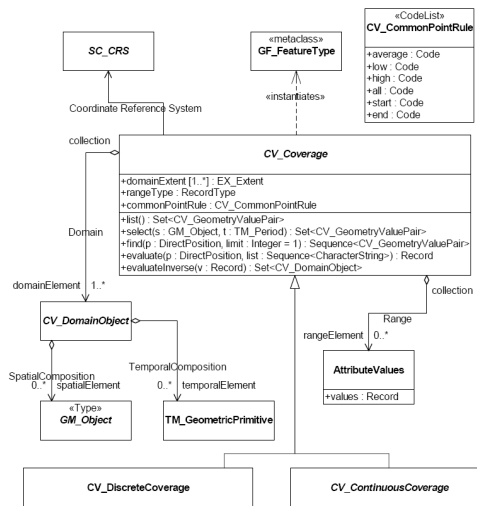 «CodeList»
CV_CommonPointRule
+average : Code
+low : Code
+high : Code
+all : Code
+start : Code
+end : Code
SC_CRS
«metaclass»
GF_FeatureType
«instantiates»
Coordinate Reference System
collection
CV_Coverage
+domainExtent [1..*] : EX_Extent
+rangeType : RecordType
+commonPointRule : CV_CommonPointRule
+list() : Set<CV_GeometryValuePair>
+select(s : GM_Object, t : TM_Period) : Set<CV_GeometryValuePair>
+find(p : DirectPosition, limit : Integer = 1) : Sequence<CV_GeometryValuePair>
+evaluate(p : DirectPosition, list : Sequence<CharacterString>) : Record
+evaluateInverse(v : Record) : Set<CV_DomainObject>
Domain
domainElement 1..*
collection
Range
rangeElement 0..*
CV_DomainObject
AttributeValues
+values : Record
SpatialComposition
0..* spatialElement
TemporalComposition
0..* temporalElement
«Type»
GM_Object
TM_GeometricPrimitive
CV_DiscreteCoverage
CV_ContinuousCoverage